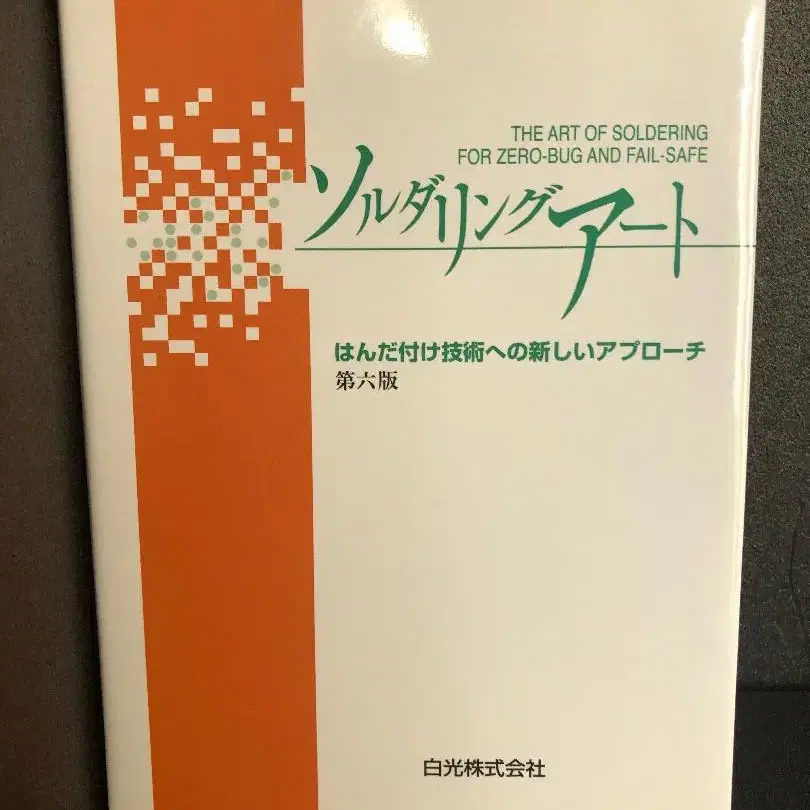 THE ART OF SOLDERING
FOR ZERO-BUG AND FAIL-SAFE
ソルダリングアート
はんだ付け技術への新しいアプローチ
第六版
白光株式会社